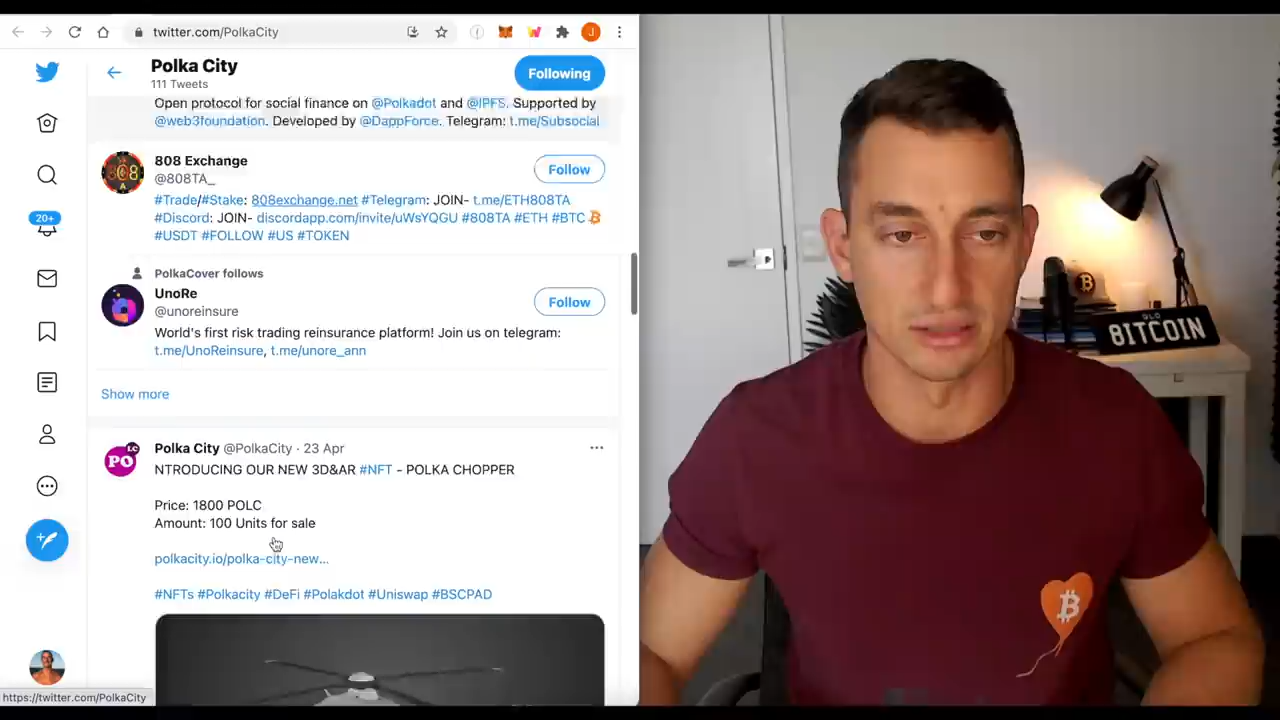 twitter.com/PolkaCity
J
Polka City
111 Tweets
Following
Open protocol for social finance on @Polkadot and @IPFS. Supported by
@web3foundation. Developed by @DappForce. Telegram: t.me/Subsocial
808 Exchange
Follow
@808TA_
#Trade/#Stake: 808exchange.net #Telegram: JOIN- t.me/ETH808TA
#Discord: JOIN- discordapp.com/invite/uWsYQGU #808TA #ETH #BTC
#USDT #FOLLOW #US #TOKEN
20+
PolkaCover follows
UnoRe
Follow
@unoreinsure
World's first risk trading reinsurance platform! Join us on telegram:
t.me/UnoReinsure, t.me/unore_ann
Show more
Polka City @PolkaCity · 23 Apr
PO
LC
NTRODUCING OUR NEW 3D&AR #NFT - POLKA CHOPPER
Price: 1800 POLC
Amount: 100 Units for sale
polkacity.io/polka-city-new...
#NFTs #Polkacity #DeFi #Polakdot #Uniswap #BSCPAD
https://twitter.com/PolkaCity
QLD
BITCOIN